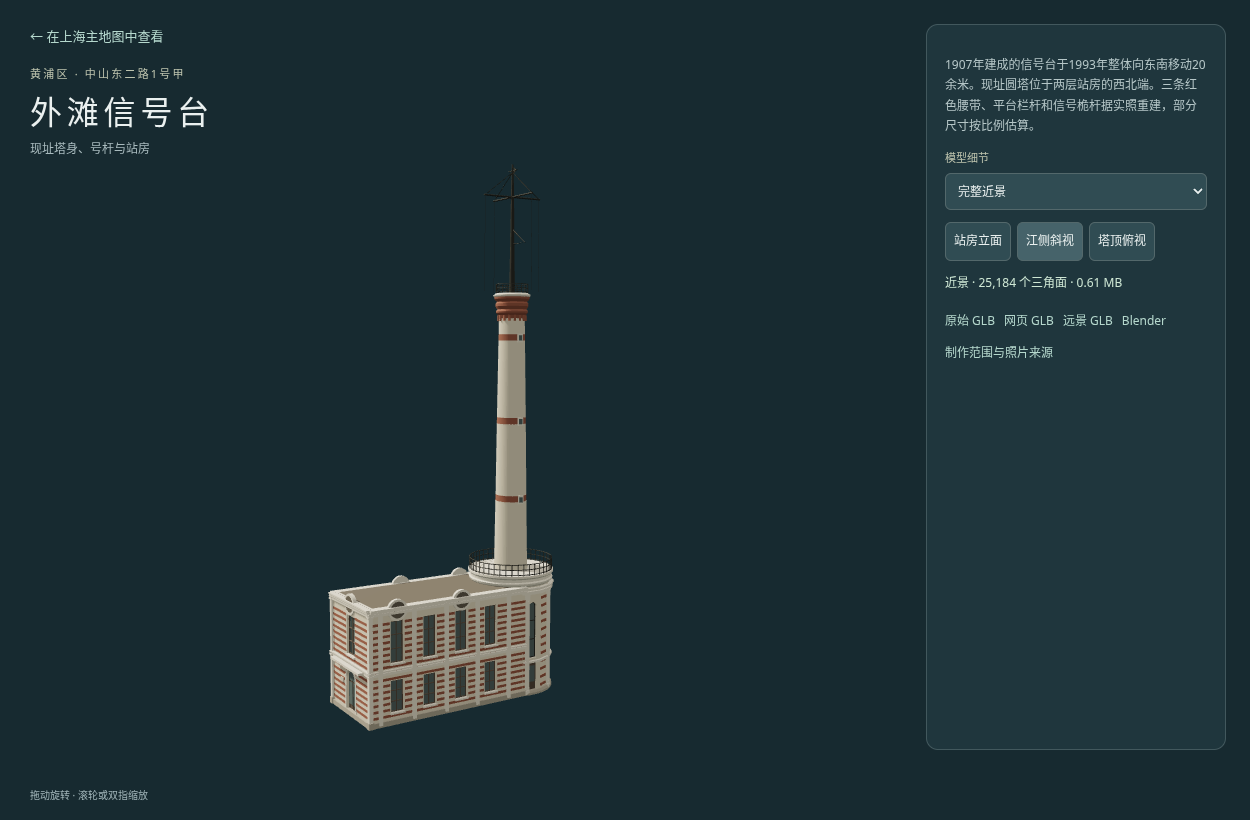 ← 在上海主地图中查看
黄浦区 · 中山东二路1号甲
外滩信号台
现址塔身、号杆与站房
1907年建成的信号台于1993年整体向东南移动20
余米。现址圆塔位于两层站房的西北端。三条红
色腰带、平台栏杆和信号桅杆据实照重建，部分
尺寸按比例估算。
模型细节
完整近景
站房立面 江侧斜视 塔顶俯视
近景 · 25,184 个三角面 · 0.61 MB
原始 GLB 网页 GLB 远景 GLB Blender
制作范围与照片来源
拖动旋转 · 滚轮或双指缩放